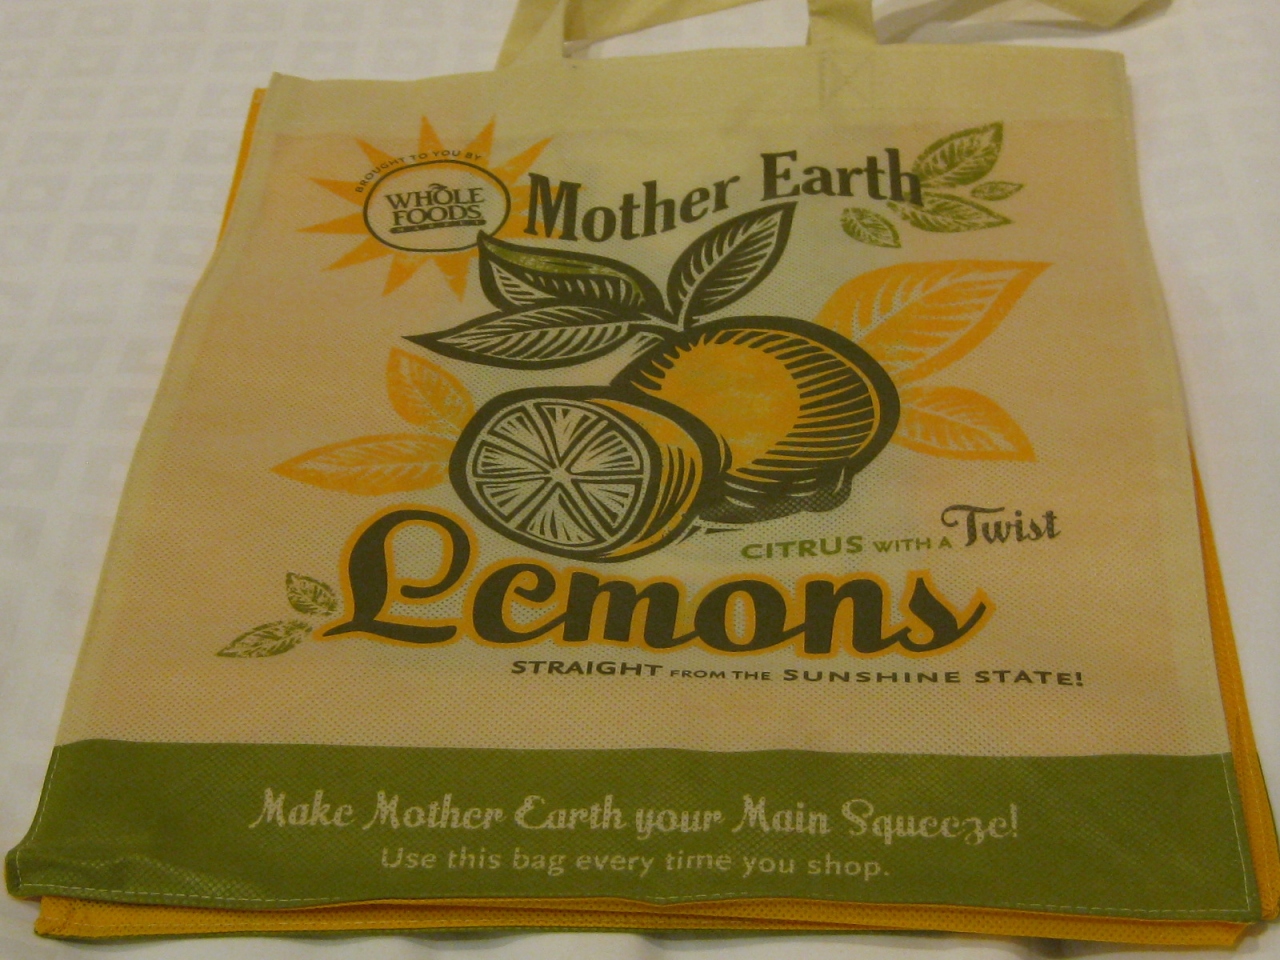 BROUGHT TO YOU BY
WHOLE
FOODS
MARKET
Mother Earth
CITRUS WITH A Twist
Lemons
STRAIGHT FROM THE SUNSHINE STATE!
Make Mother Earth your Main Squeeze!
Use this bag every time you shop.